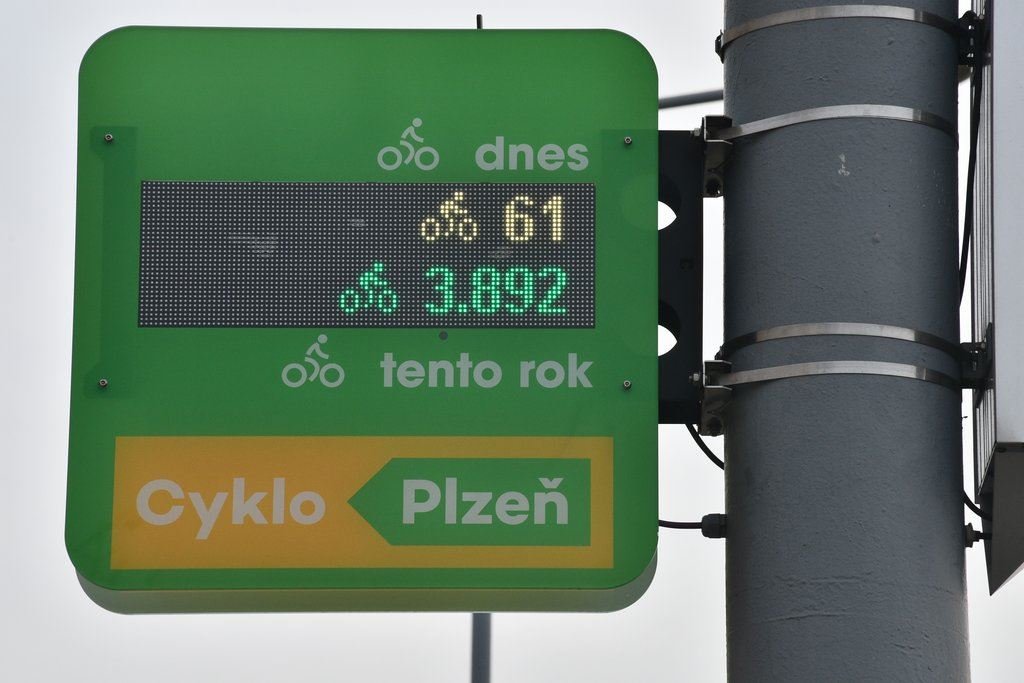 dnes
61
3.892
tento rok
Cyklo Plzeň